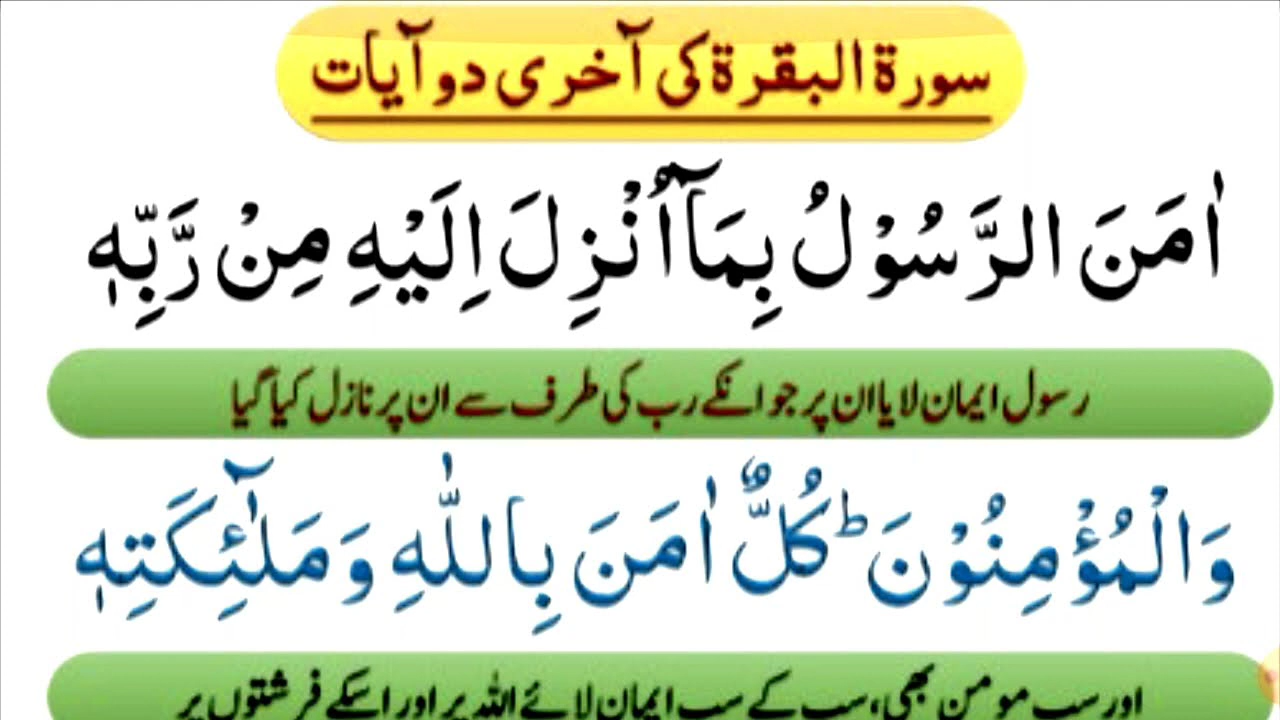 سورۃ البقرۃ کی آخری دو آیات
اٰمَنَ الرَّسُوْلُ بِمَاۤ اُنْزِلَ اِلَیْهِ مِنْ رَّبِّهٖ
رسول ایمان لایا ان پر جو انکے رب کی طرف سے ان پر نازل کیا گیا
وَالْمُؤْمِنُوْنَ ؕ كُلٌّ اٰمَنَ بِاللّٰهِ وَمَلٰٓئِكَتِهٖ
اور سب مومن بھی، سب کے سب ایمان لائے اللہ پر اور اسکے فرشتوں پر